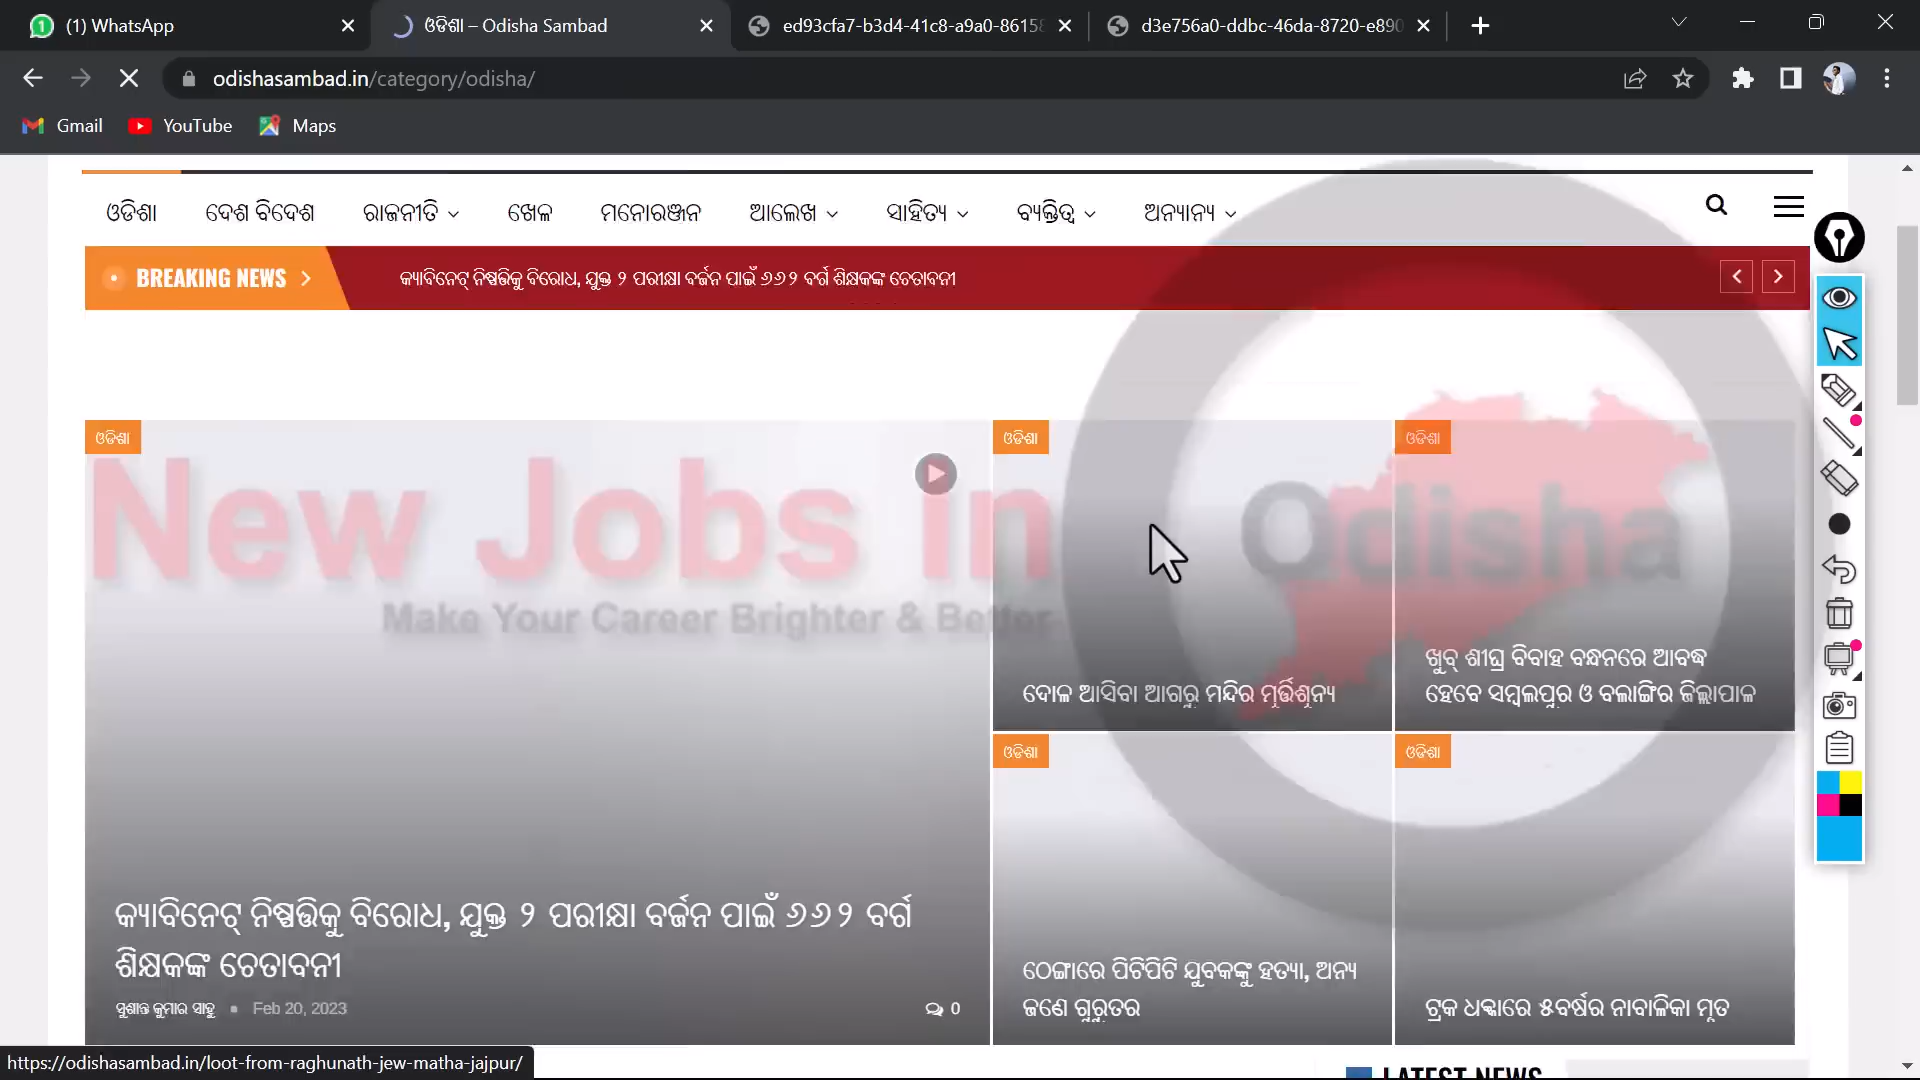 (1) WhatsApp
ଓଡିଶା – Odisha Sambad
ed93cfa7-b3d4-41c8-a9a0-8615
d3e756a0-ddbc-46da-8720-e890
odishasambad.in/category/odisha/
Gmail
YouTube
Maps
ଓଡିଶା ଦେଶ ବିଦେଶ ରାଜନୀତି ଖେଳ ମନୋରଞ୍ଜନ ଆଲେଖ ସାହିତ୍ୟ ବ୍ୟକ୍ତିତ୍ୱ ଅନ୍ୟାନ୍ୟ
BREAKING NEWS
କ୍ୟାବିନେଟ୍ ନିଷ୍ପତ୍ତିକୁ ବିରୋଧ, ଯୁକ୍ତ ୨ ପରୀକ୍ଷା ବର୍ଜନ ପାଇଁ ୬୬୨ ବର୍ଗ ଶିକ୍ଷକଙ୍କ ଚେତାବନୀ
ଓଡିଶା
ଓଡିଶା
ଓଡିଶା
New Jobs in Odisha
Make Your Career Brighter & Better
ଦୋଳ ଆସିବା ଆଗରୁ ମନ୍ଦିର ମୂର୍ତ୍ତିଶୂନ୍ୟ
ଖୁବ୍ ଶୀଘ୍ର ବିବାହ ବନ୍ଧନରେ ଆବଦ୍ଧ
ହେବେ ସମ୍ବଲପୁର ଓ ବଲାଙ୍ଗିର ଜିଲ୍ଲାପାଳ
ଓଡିଶା
ଓଡିଶା
କ୍ୟାବିନେଟ୍ ନିଷ୍ପତ୍ତିକୁ ବିରୋଧ, ଯୁକ୍ତ ୨ ପରୀକ୍ଷା ବର୍ଜନ ପାଇଁ ୬୬୨ ବର୍ଗ
ଶିକ୍ଷକଙ୍କ ଚେତାବନୀ
ସୁଶାନ୍ତ କୁମାର ସାହୁ
Feb 20, 2023
0
ଠେଙ୍ଗାରେ ପିଟିପିଟି ଯୁବକଙ୍କୁ ହତ୍ୟା, ଅନ୍ୟ
ଜଣେ ଗୁରୁତର
ଟ୍ରକ ଧକ୍କାରେ ୫ବର୍ଷର ନାବାଳିକା ମୃତ
https://odishasambad.in/loot-from-raghunath-jew-matha-jajpur/
LATEST NEWS